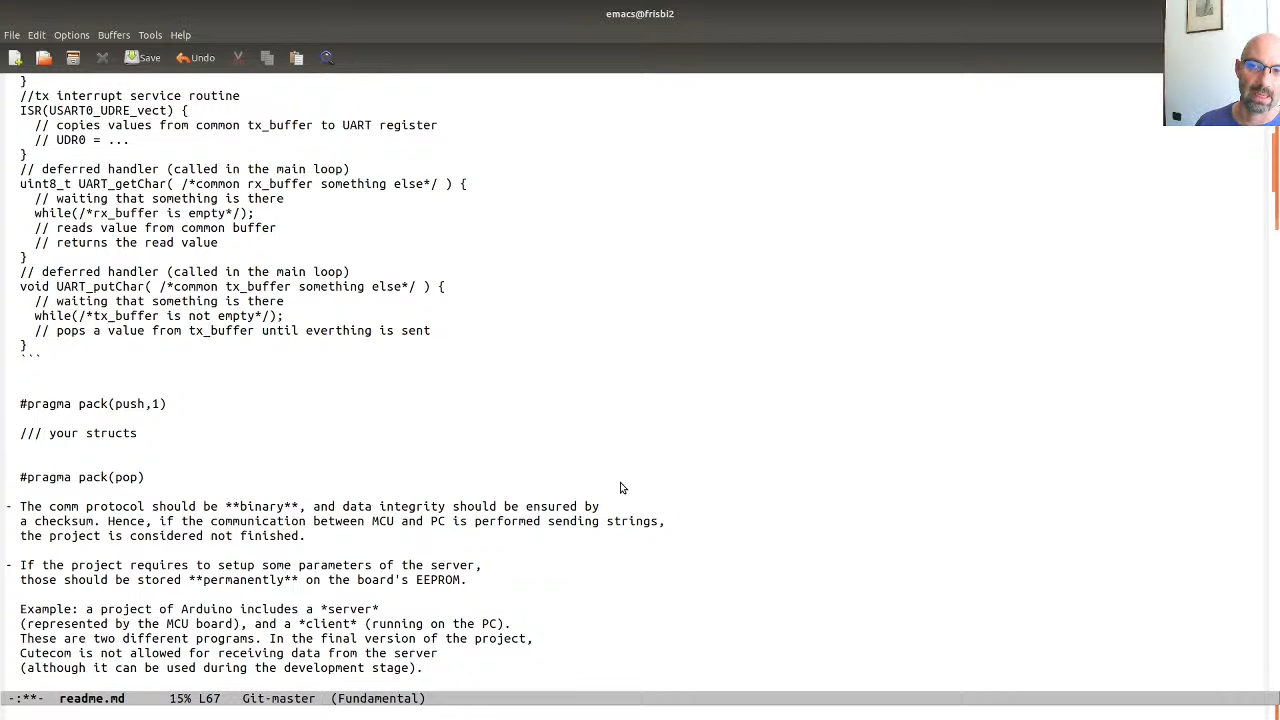 emacs@frisbi2
File Edit Options Buffers Tools Help
Save Undo
}
//tx interrupt service routine
ISR(USART0_UDRE_vect) {
// copies values from common tx_buffer to UART register
// UDR0 = ...
}
// deferred handler (called in the main loop)
uint8_t UART_getChar( /*common rx_buffer something else*/ ) {
// waiting that something is there
while(/*rx_buffer is empty*/);
// reads value from common buffer
// returns the read value
}
// deferred handler (called in the main loop)
void UART_putChar( /*common tx_buffer something else*/ ) {
// waiting that something is there
while(/*tx_buffer is not empty*/);
// pops a value from tx_buffer until everthing is sent
}
```
#pragma pack(push,1)
/// your structs
#pragma pack(pop)
- The comm protocol should be **binary**, and data integrity should be ensured by
a checksum. Hence, if the communication between MCU and PC is performed sending strings,
the project is considered not finished.
- If the project requires to setup some parameters of the server,
those should be stored **permanently** on the board's EEPROM.
Example: a project of Arduino includes a *server*
(represented by the MCU board), and a *client* (running on the PC).
These are two different programs. In the final version of the project,
Cutecom is not allowed for receiving data from the server
(although it can be used during the development stage).
-:**- readme.md 15% L67 Git-master (Fundamental)